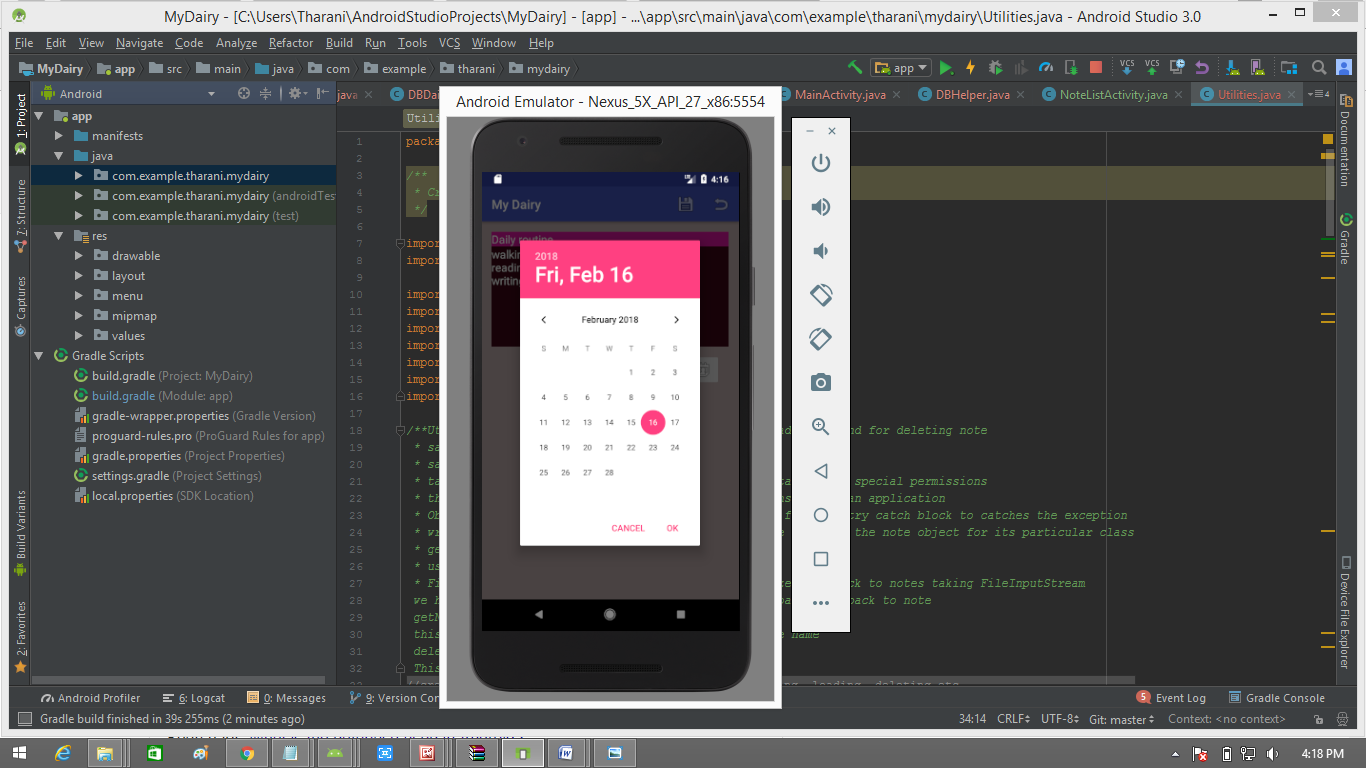 MyDairy - [C:\Users\Tharani\AndroidStudioProjects\MyDairy] - [app] - ...\app\src\main\java\com\example\tharani\mydairy\Utilities.java - Android Studio 3.0
File Edit View Navigate Code Analyze Refactor Build Run Tools VCS Window Help
MyDairy app src main java com example tharani mydairy app VCS VCS
1: Project
7: Structure
Captures
Build Variants
2: Favorites
Android
app
manifests
java
com.example.tharani.mydairy
com.example.tharani.mydairy (androidTes
com.example.tharani.mydairy (test)
res
drawable
layout
menu
mipmap
values
Gradle Scripts
build.gradle (Project: MyDairy)
build.gradle (Module: app)
gradle-wrapper.properties (Gradle Version)
proguard-rules.pro (ProGuard Rules for app)
gradle.properties (Project Properties)
settings.gradle (Project Settings)
local.properties (SDK Location)
java DBDa MainActivity.java DBHelper.java NoteListActivity.java Utilities.java
Utili
1 packa
2
3 /**
4 * Cr
5 */
6
7 impor
8 impor
9
10 impor
11 impor
12 impor
13 impor
14 impor
15 impor
16 impor
17
18 /**Ut nd for deleting note
19 * sa
20 * sa
21 * ta special permissions
22 * th an application
23 * Ob ry catch block to catches the exception
24 * wi the note object for its particular class
25 * ge
26 * us
27 * Fi ck to notes taking FileInputStream
28 we h back to note
29 getN
30 this name
31 dele
32 This
33 loading, deleting etc
Android Emulator - Nexus_5X_API_27_x86:5554
4:16
My Dairy
Daily routine
walkin
readin
writing
2018
Fri, Feb 16
February 2018
S M T W T F S
1 2 3
4 5 6 7 8 9 10
11 12 13 14 15 16 17
18 19 20 21 22 23 24
25 26 27 28
CANCEL OK
Documentation
Gradle
Device File Explorer
Android Profiler 6: Logcat 0: Messages 9: Version Con 5 Event Log Gradle Console
Gradle build finished in 39s 255ms (2 minutes ago) 34:14 CRLF UTF-8 Git: master Context: <no context>
4:18 PM